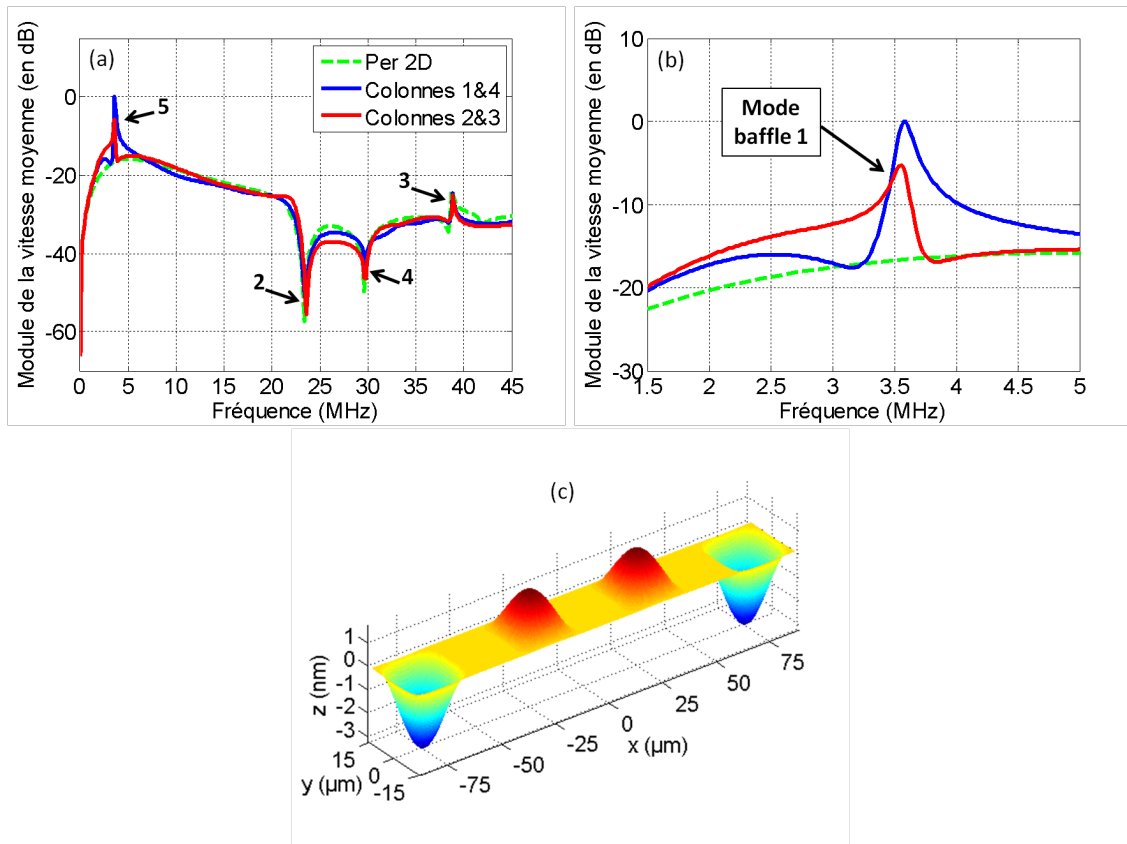 Module de la vitesse moyenne (en dB)
(a)
0
-20
-40
-60
5
3
2
4
Per 2D
Colonnes 1&4
Colonnes 2&3
0 5 10 15 20 25 30 35 40 45
Fréquence (MHz)
Module de la vitesse moyenne (en dB)
(b)
10
0
-10
-20
-30
Mode
baffle 1
1.5 2 2.5 3 3.5 4 4.5 5
Fréquence (MHz)
(c)
z (nm)
1
0
-1
-2
-3
15
0
-15
y (µm)
-75
-50
-25
0
25
50
75
x (µm)